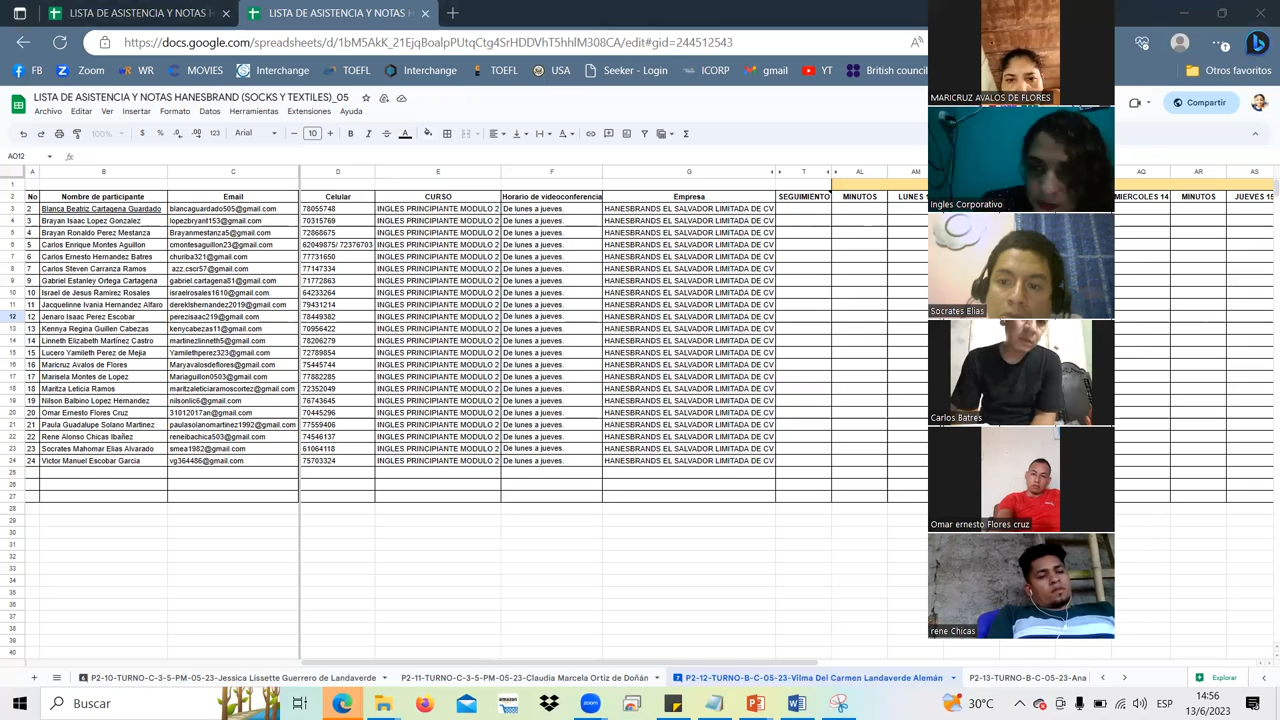 https://docs.google.com/spreadsheets/d/1bM5AkK_21EjqBoalpPUtqCtg4SrHDDVhT5hhlM308CA/edit#gid=244512543
Yahoo Zoom translate WR MOVIES Interchange Interchange TOEFL USA Seeker - Login ICORP gmail YT British council Otros favoritos
LISTA DE ASISTENCIA Y NOTAS HANESBRAND (SOCKS Y TEXTILES)
Archivo Editar Ver Insertar Formato Datos Herramientas
Compartir
100% $ % Arial 10 B I A
AO12 fx
A B C D E F G T AL AM AQ AR AS
No Nombre de participante Email Celular CURSO Horario de videoconferencia Empresa SEGUIMIENTO MINUTOS LUNES MIERCOLES 14 MINUTOS JUEVES 15
2 Blanca Beatriz Cartagena Guardado blancaguardado505@gmail.com 78055748 INGLES PRINCIPIANTE MODULO 2 De lunes a jueves. HANESBRANDS EL SALVADOR LIMITADA DE CV
3 Brayan Isaac Lopez Gonzalez lopezbryant153@gmail.com 70315769 INGLES PRINCIPIANTE MODULO 2 De lunes a jueves. HANESBRANDS EL SALVADOR LIMITADA DE CV
4 Brayan Ronaldo Perez Mestanza Brayanmestanza5@gmail.com 72068675 INGLES PRINCIPIANTE MODULO 2 De lunes a jueves. HANESBRANDS EL SALVADOR LIMITADA DE CV
5 Carlos Enrique Montes Aguillon cmontesaguillon23@gmail.com 62049875/ 72376703 INGLES PRINCIPIANTE MODULO 2 De lunes a jueves. HANESBRANDS EL SALVADOR LIMITADA DE CV
6 Carlos Ernesto Hernandez Batres churiba321@gmail.com 77731650 INGLES PRINCIPIANTE MODULO 2 De lunes a jueves. HANESBRANDS EL SALVADOR LIMITADA DE CV
7 Carlos Steven Carranza Ramos azz.cscr57@gmail.com 77147334 INGLES PRINCIPIANTE MODULO 2 De lunes a jueves. HANESBRANDS EL SALVADOR LIMITADA DE CV
9 Gabriel Estanley Ortega Cartagena gabriel.cartagena81@gmail.com 71772863 INGLES PRINCIPIANTE MODULO 2 De lunes a jueves. HANESBRANDS EL SALVADOR LIMITADA DE CV
10 Israel de Jesus Ramirez Rosales israelrosales1610@gmail.com 64233264 INGLES PRINCIPIANTE MODULO 2 De lunes a jueves. HANESBRANDS EL SALVADOR LIMITADA DE CV
11 Jacquelinne Ivania Hernandez Alfaro derekIshernandez2019@gmail.com 79431214 INGLES PRINCIPIANTE MODULO 2 De lunes a jueves. HANESBRANDS EL SALVADOR LIMITADA DE CV
12 Jenaro Isaac Perez Escobar perezisaac219@gmail.com 78449382 INGLES PRINCIPIANTE MODULO 2 De lunes a jueves. HANESBRANDS EL SALVADOR LIMITADA DE CV
13 Kennya Regina Guillen Cabezas kenycabezas11@gmail.com 70956422 INGLES PRINCIPIANTE MODULO 2 De lunes a jueves. HANESBRANDS EL SALVADOR LIMITADA DE CV
14 Linneth Elizabeth Martínez Castro martinezlinneth5@gmail.com 78206279 INGLES PRINCIPIANTE MODULO 2 De lunes a jueves. HANESBRANDS EL SALVADOR LIMITADA DE CV
15 Lucero Yamileth Perez de Mejia Yamilethperez323@gmail.com 72789854 INGLES PRINCIPIANTE MODULO 2 De lunes a jueves. HANESBRANDS EL SALVADOR LIMITADA DE CV
16 Maricruz Avalos de Flores Maryavalosdeflores@gmail.com 75445744 INGLES PRINCIPIANTE MODULO 2 De lunes a jueves. HANESBRANDS EL SALVADOR LIMITADA DE CV
17 Marisela Montes de Lopez Mariaguillon0503@gmail.com 77882285 INGLES PRINCIPIANTE MODULO 2 De lunes a jueves. HANESBRANDS EL SALVADOR LIMITADA DE CV
18 Maritza Leticia Ramos maritzaleticiaramoscortez@gmail.com 72352049 INGLES PRINCIPIANTE MODULO 2 De lunes a jueves. HANESBRANDS EL SALVADOR LIMITADA DE CV
19 Nilson Balbino Lopez Hernandez nilsonlic6@gmail.com 76743645 INGLES PRINCIPIANTE MODULO 2 De lunes a jueves. HANESBRANDS EL SALVADOR LIMITADA DE CV
20 Omar Ernesto Flores Cruz 31012017an@gmail.com 70445296 INGLES PRINCIPIANTE MODULO 2 De lunes a jueves. HANESBRANDS EL SALVADOR LIMITADA DE CV
21 Paula Guadalupe Solano Martinez paulasolanomartinez1992@gmail.com 77559406 INGLES PRINCIPIANTE MODULO 2 De lunes a jueves. HANESBRANDS EL SALVADOR LIMITADA DE CV
22 Rene Alonso Chicas Ibañez reneibachica503@gmail.com 74546137 INGLES PRINCIPIANTE MODULO 2 De lunes a jueves. HANESBRANDS EL SALVADOR LIMITADA DE CV
23 Socrates Mahomar Elias Alvarado smea1982@gmail.com 61064118 INGLES PRINCIPIANTE MODULO 2 De lunes a jueves. HANESBRANDS EL SALVADOR LIMITADA DE CV
24 Victor Manuel Escobar Garcia vg364486@gmail.com 75703324 INGLES PRINCIPIANTE MODULO 2 De lunes a jueves. HANESBRANDS EL SALVADOR LIMITADA DE CV
MARICRUZ AVALOS DE FLORES
Ingles Corporativo
Socrates Elias
Carlos Batres
Omar ernesto Flores cruz
rene Chicas
P2-10-TURNO-C-3-5-PM-05-23-Jessica Lissette Guerrero de Landaverde P2-11-TURNO-C-3-5-PM-05-23-Claudia Marcela Ortiz de Doñán P2-12-TURNO-B-C-05-23-Vilma Del Carmen Landaverde Alemán P2-13-TURNO-B-C-05-23-Ana Explorar
Buscar
14:56
13/6/2023